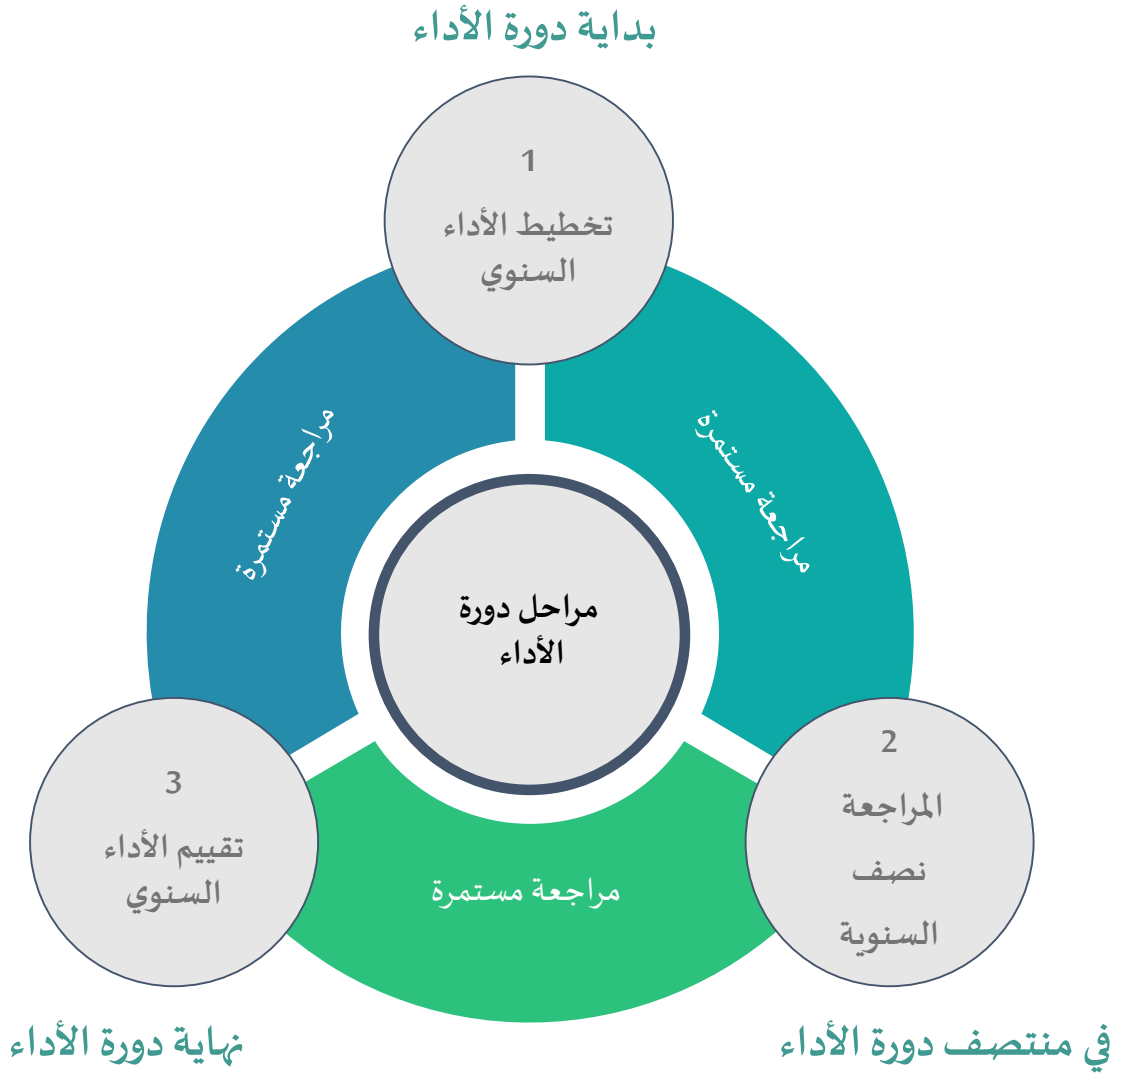 بداية دورة الأداء
1
تخطيط الأداء
السنوي
مراجعة مستمرة
مراجعة مستمرة
مراحل دورة
الأداء
2
المراجعة
نصف
السنوية
3
تقييم الأداء
السنوي
مراجعة مستمرة
في منتصف دورة الأداء
نهاية دورة الأداء